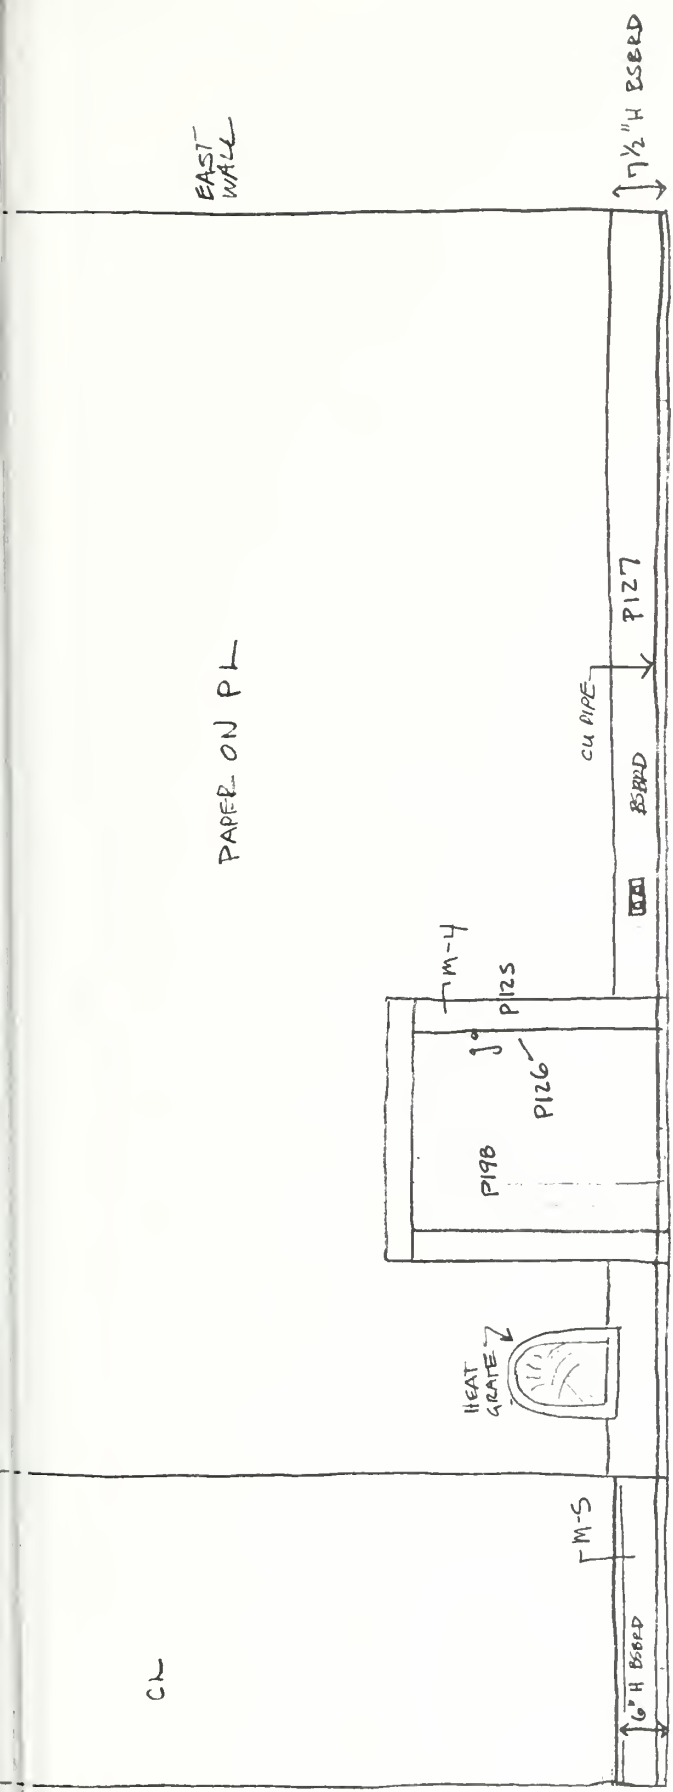 EAST
WALL
7½"H BSBRD
PAPER ON PL
CU PIPE
P127
BSBRD
M-4
P125
P126
P198
HEAT
GRATE
M-5
6"H BSBRD